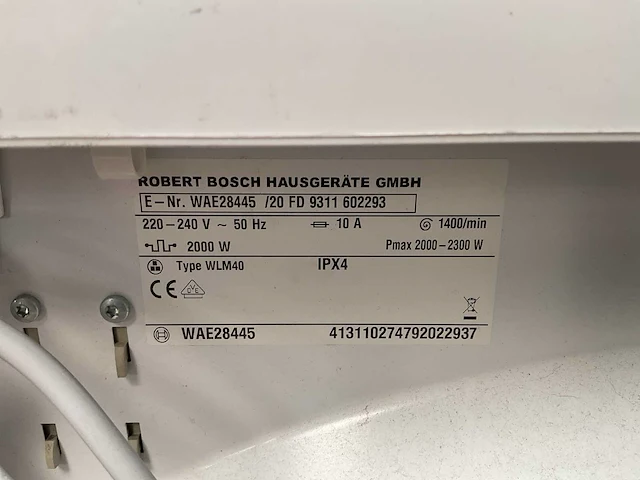 ROBERT BOSCH HAUSGERÄTE GMBH
E-Nr. WAE28445 /20 FD 9311 602293
220-240 V ~ 50 Hz 10 A 1400/min
2000 W Pmax 2000-2300 W
Type WLM40 IPX4
CE
WAE28445 413110274792022937